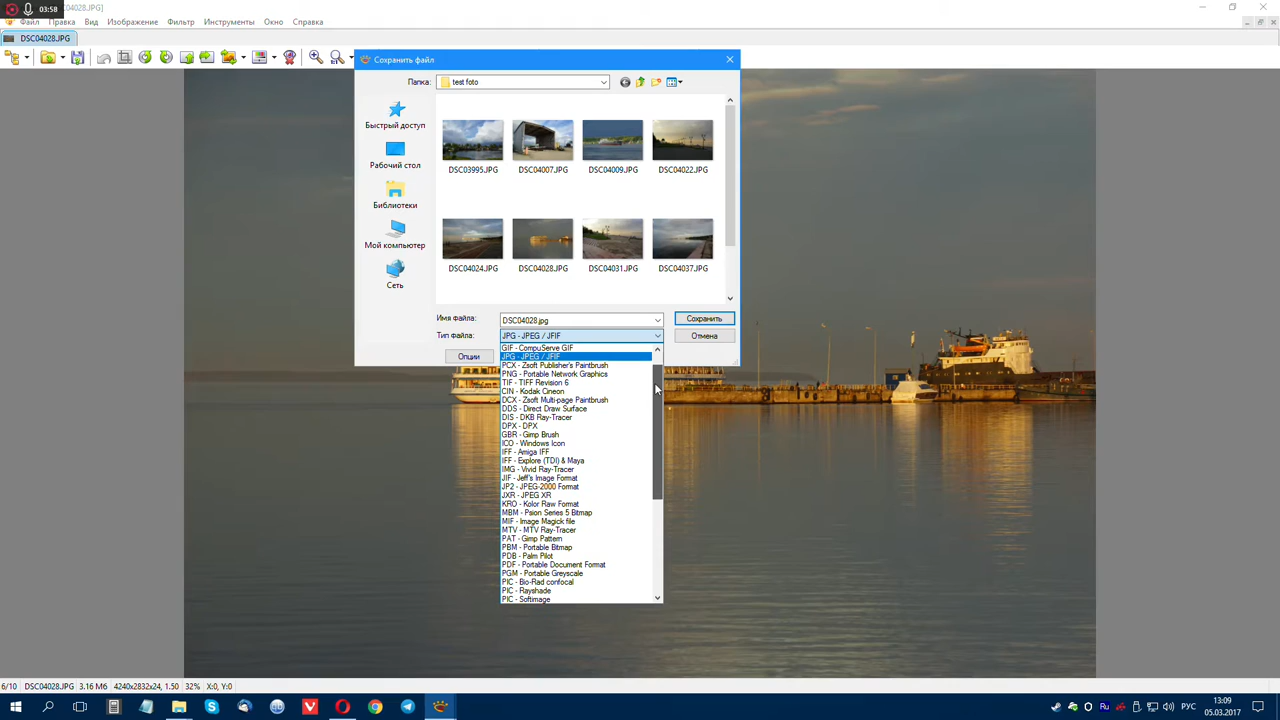 03:58
DSC04028.JPG]
Файл Правка Вид Изображение Фильтр Инструменты Окно Справка
DSC04028.JPG
Сохранить файл
Папка: test foto
Быстрый доступ
Рабочий стол
Библиотеки
Мой компьютер
Сеть
DSC03995.JPG DSC04007.JPG DSC04009.JPG DSC04022.JPG
DSC04024.JPG DSC04028.JPG DSC04031.JPG DSC04037.JPG
Имя файла: DSC04028.jpg Сохранить
Тип файла: JPG - JPEG / JFIF Отмена
Опции
GIF - CompuServe GIF
JPG - JPEG / JFIF
PCX - Zsoft Publisher's Paintbrush
PNG - Portable Network Graphics
TIF - TIFF Revision 6
CIN - Kodak Cineon
DCX - Zsoft Multi-page Paintbrush
DDS - Direct Draw Surface
DIS - DKB Ray-Tracer
DPX - DPX
GBR - Gimp Brush
ICO - Windows Icon
IFF - Amiga IFF
IFF - Explore (TDI) & Maya
IMG - Vivid Ray-Tracer
JIF - Jeff's Image Format
JP2 - JPEG-2000 Format
JXR - JPEG XR
KRO - Kolor Raw Format
MBM - Psion Series 5 Bitmap
MIF - Image Magick file
MTV - MTV Ray-Tracer
PAT - Gimp Pattern
PBM - Portable Bitmap
PDB - Palm Pilot
PDF - Portable Document Format
PGM - Portable Greyscale
PIC - Bio-Rad confocal
PIC - Rayshade
PIC - Softimage
6/10 DSC04028.JPG 3.16 Мб 4240x2832x24, 1.50 32% X:0, Y:0
Ru РУС 13:09
05.03.2017